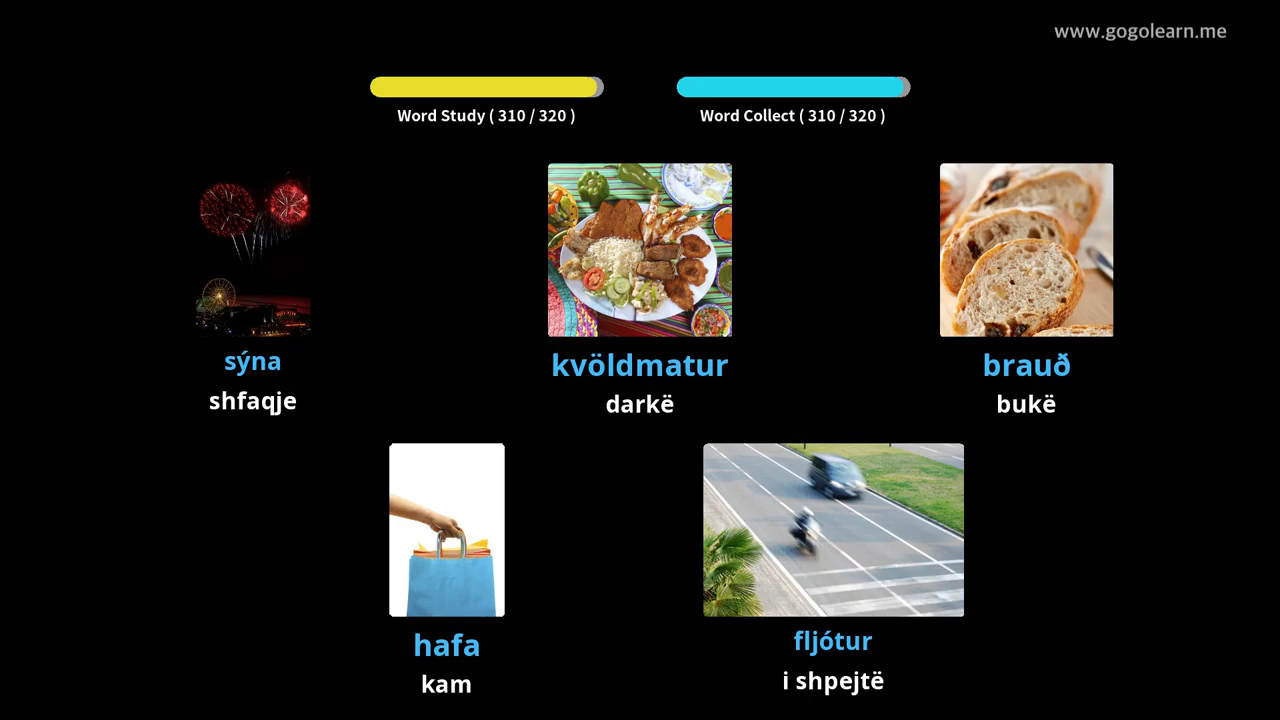 www.gogolearn.me
Word Study ( 310 / 320 )
Word Collect ( 310 / 320 )
sýna
shfaqje
kvöldmatur
darkë
brauð
bukë
hafa
kam
fljótur
i shpejtë